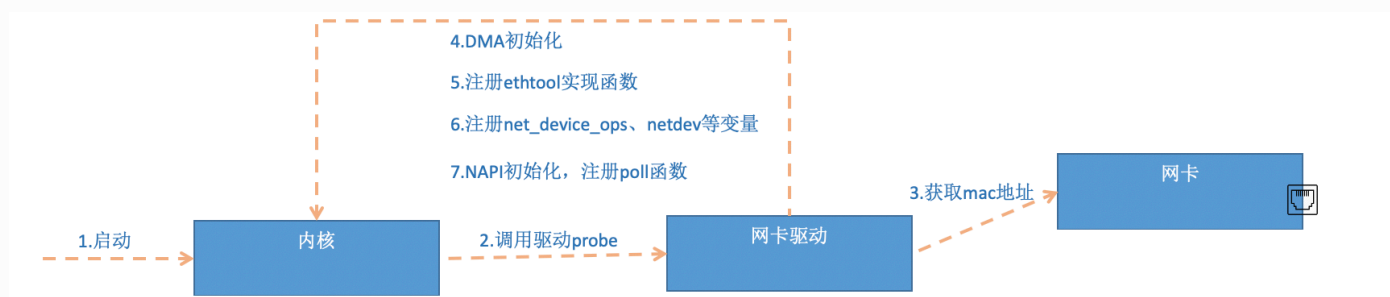 4.DMA初始化
5.注册ethtool实现函数
6.注册net_device_ops、netdev等变量
7.NAPI初始化，注册poll函数
网卡
3.获取mac地址
1.启动
内核
2.调用驱动probe
网卡驱动